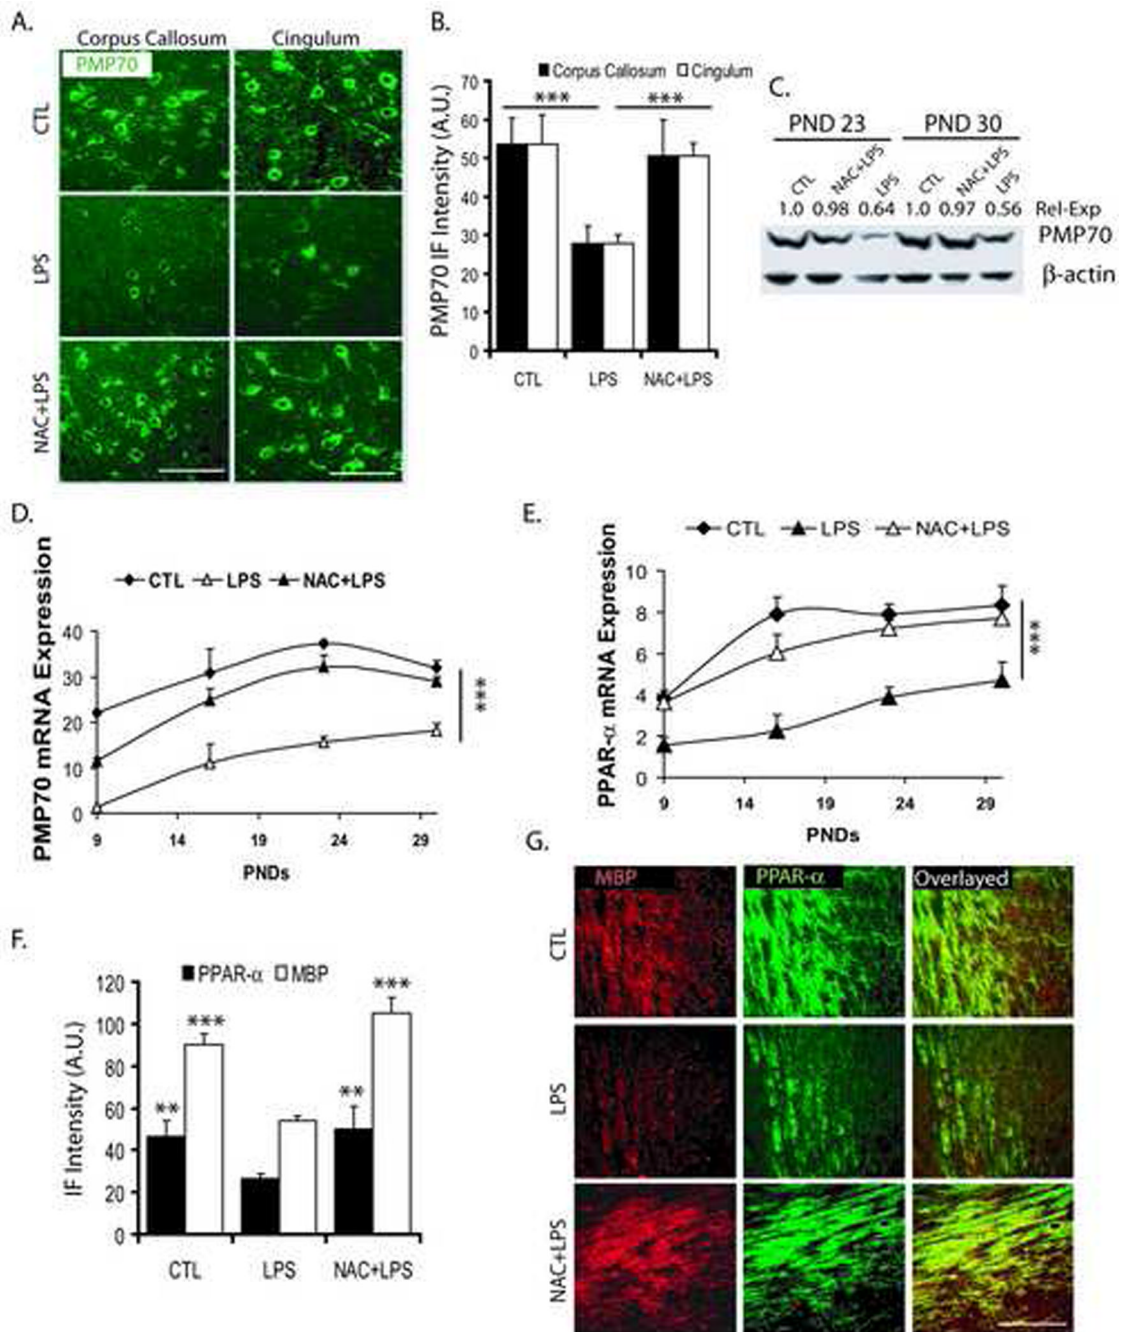 A.
Corpus Callosum Cingulum
PMP70
CTL
LPS
NAC+LPS
B.
Corpus Callosum Cingulum
PMP70 IF Intensity (A.U.)
70
60
50
40
30
20
10
0
*** ***
CTL LPS NAC+LPS
C.
PND 23 PND 30
CTL NAC+LPS LPS CTL NAC+LPS LPS
1.0 0.98 0.64 1.0 0.97 0.56 Rel-Exp
PMP70
β-actin
D.
PMP70 mRNA Expression
CTL LPS NAC+LPS
40
30
20
10
0
***
9 14 19 24 29
PNDs
E.
PPAR-α mRNA Expression
CTL LPS NAC+LPS
10
8
6
4
2
0
***
9 14 19 24 29
PNDs
F.
IF Intensity (A.U.)
PPAR-α MBP
120
100
80
60
40
20
0
** *** ** ***
CTL LPS NAC+LPS
G.
MBP PPAR-α Overlayed
CTL
LPS
NAC+LPS